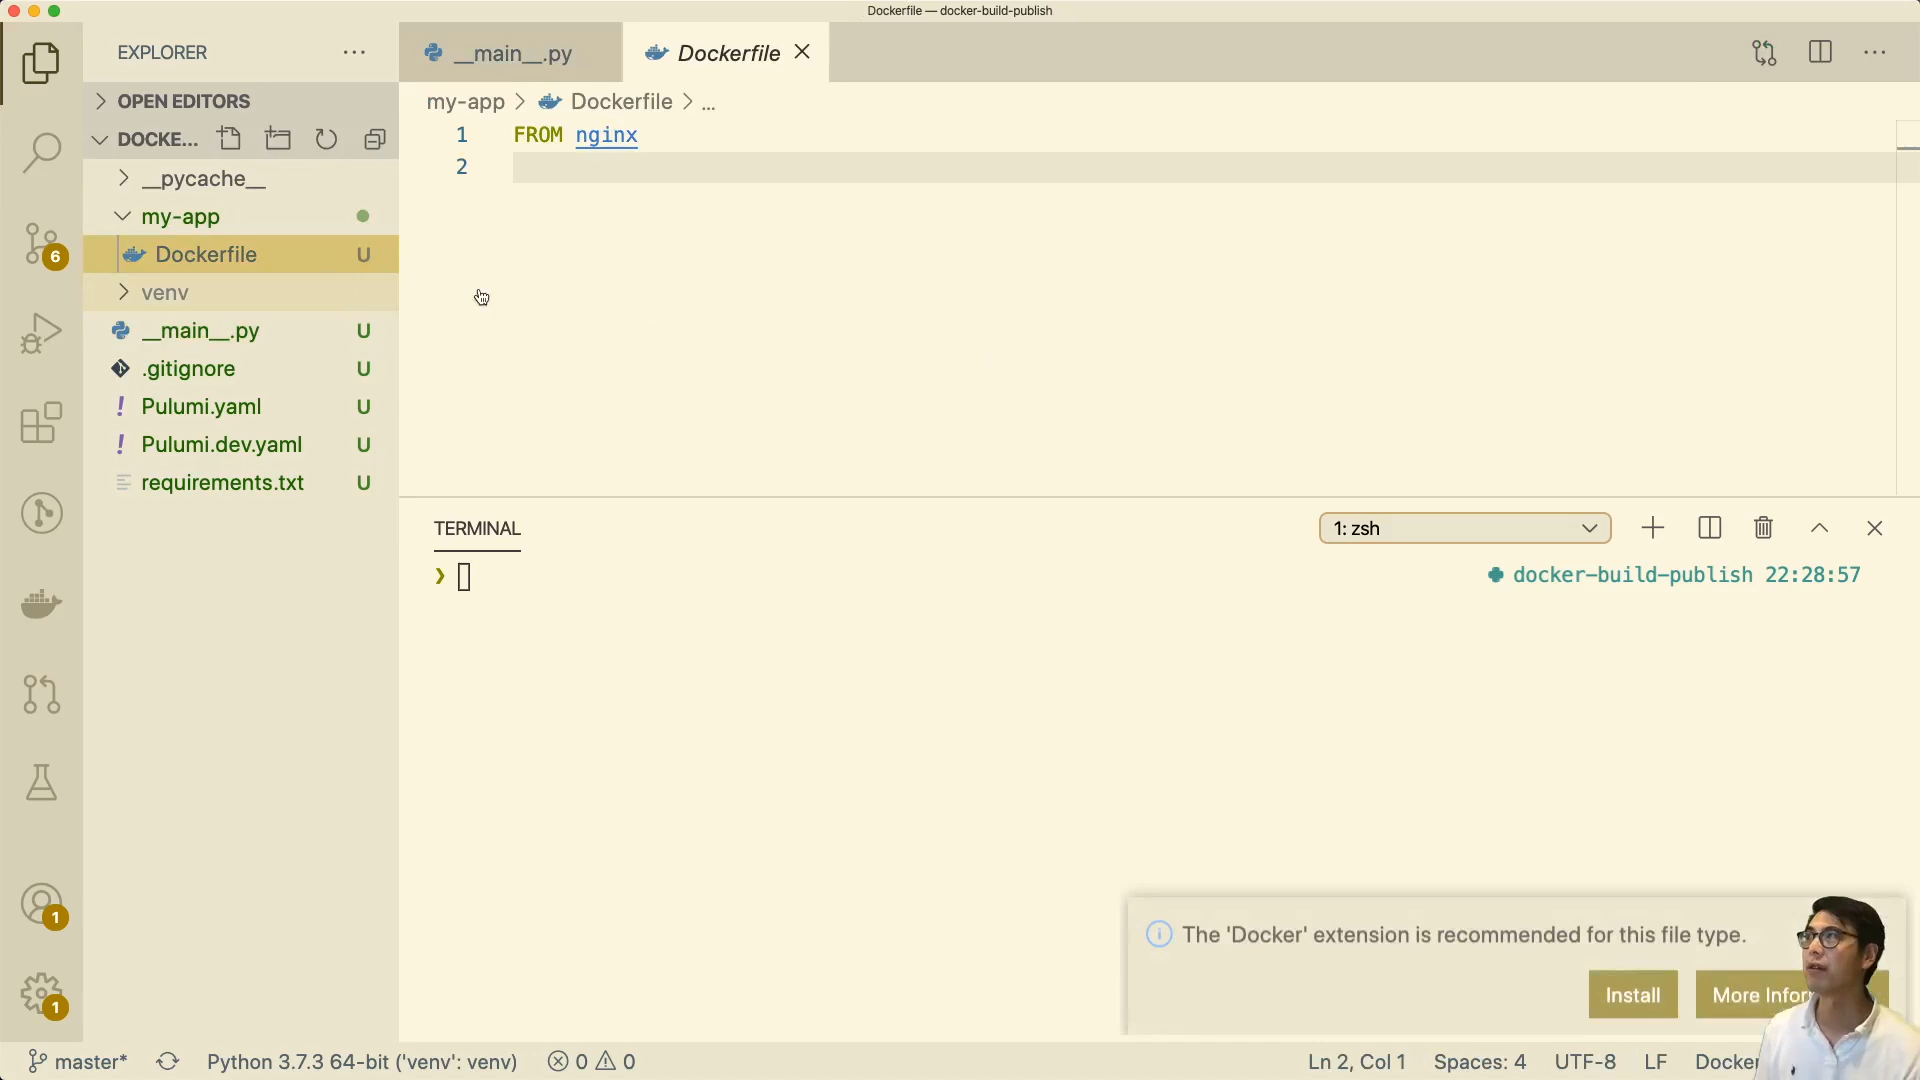 Dockerfile — docker-build-publish
EXPLORER
__main__.py
Dockerfile
OPEN EDITORS
DOCKE...
my-app > Dockerfile > ...
1 FROM nginx
2
__pycache__
my-app
Dockerfile U
venv
__main__.py U
.gitignore U
Pulumi.yaml U
Pulumi.dev.yaml U
requirements.txt U
6
TERMINAL
1: zsh
❯
docker-build-publish 22:28:57
The 'Docker' extension is recommended for this file type.
Install
More Infor
1
1
master*
Python 3.7.3 64-bit ('venv': venv)
0 0
Ln 2, Col 1
Spaces: 4
UTF-8
LF
Docker